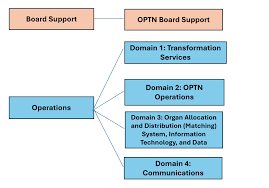 Board Support
OPTN Board Support
Domain 1: Transformation
Services
Operations
Domain 2: OPTN
Operations
Domain 3: Organ Allocation
and Distribution (Matching)
System, Information
Technology, and Data
Domain 4:
Communications